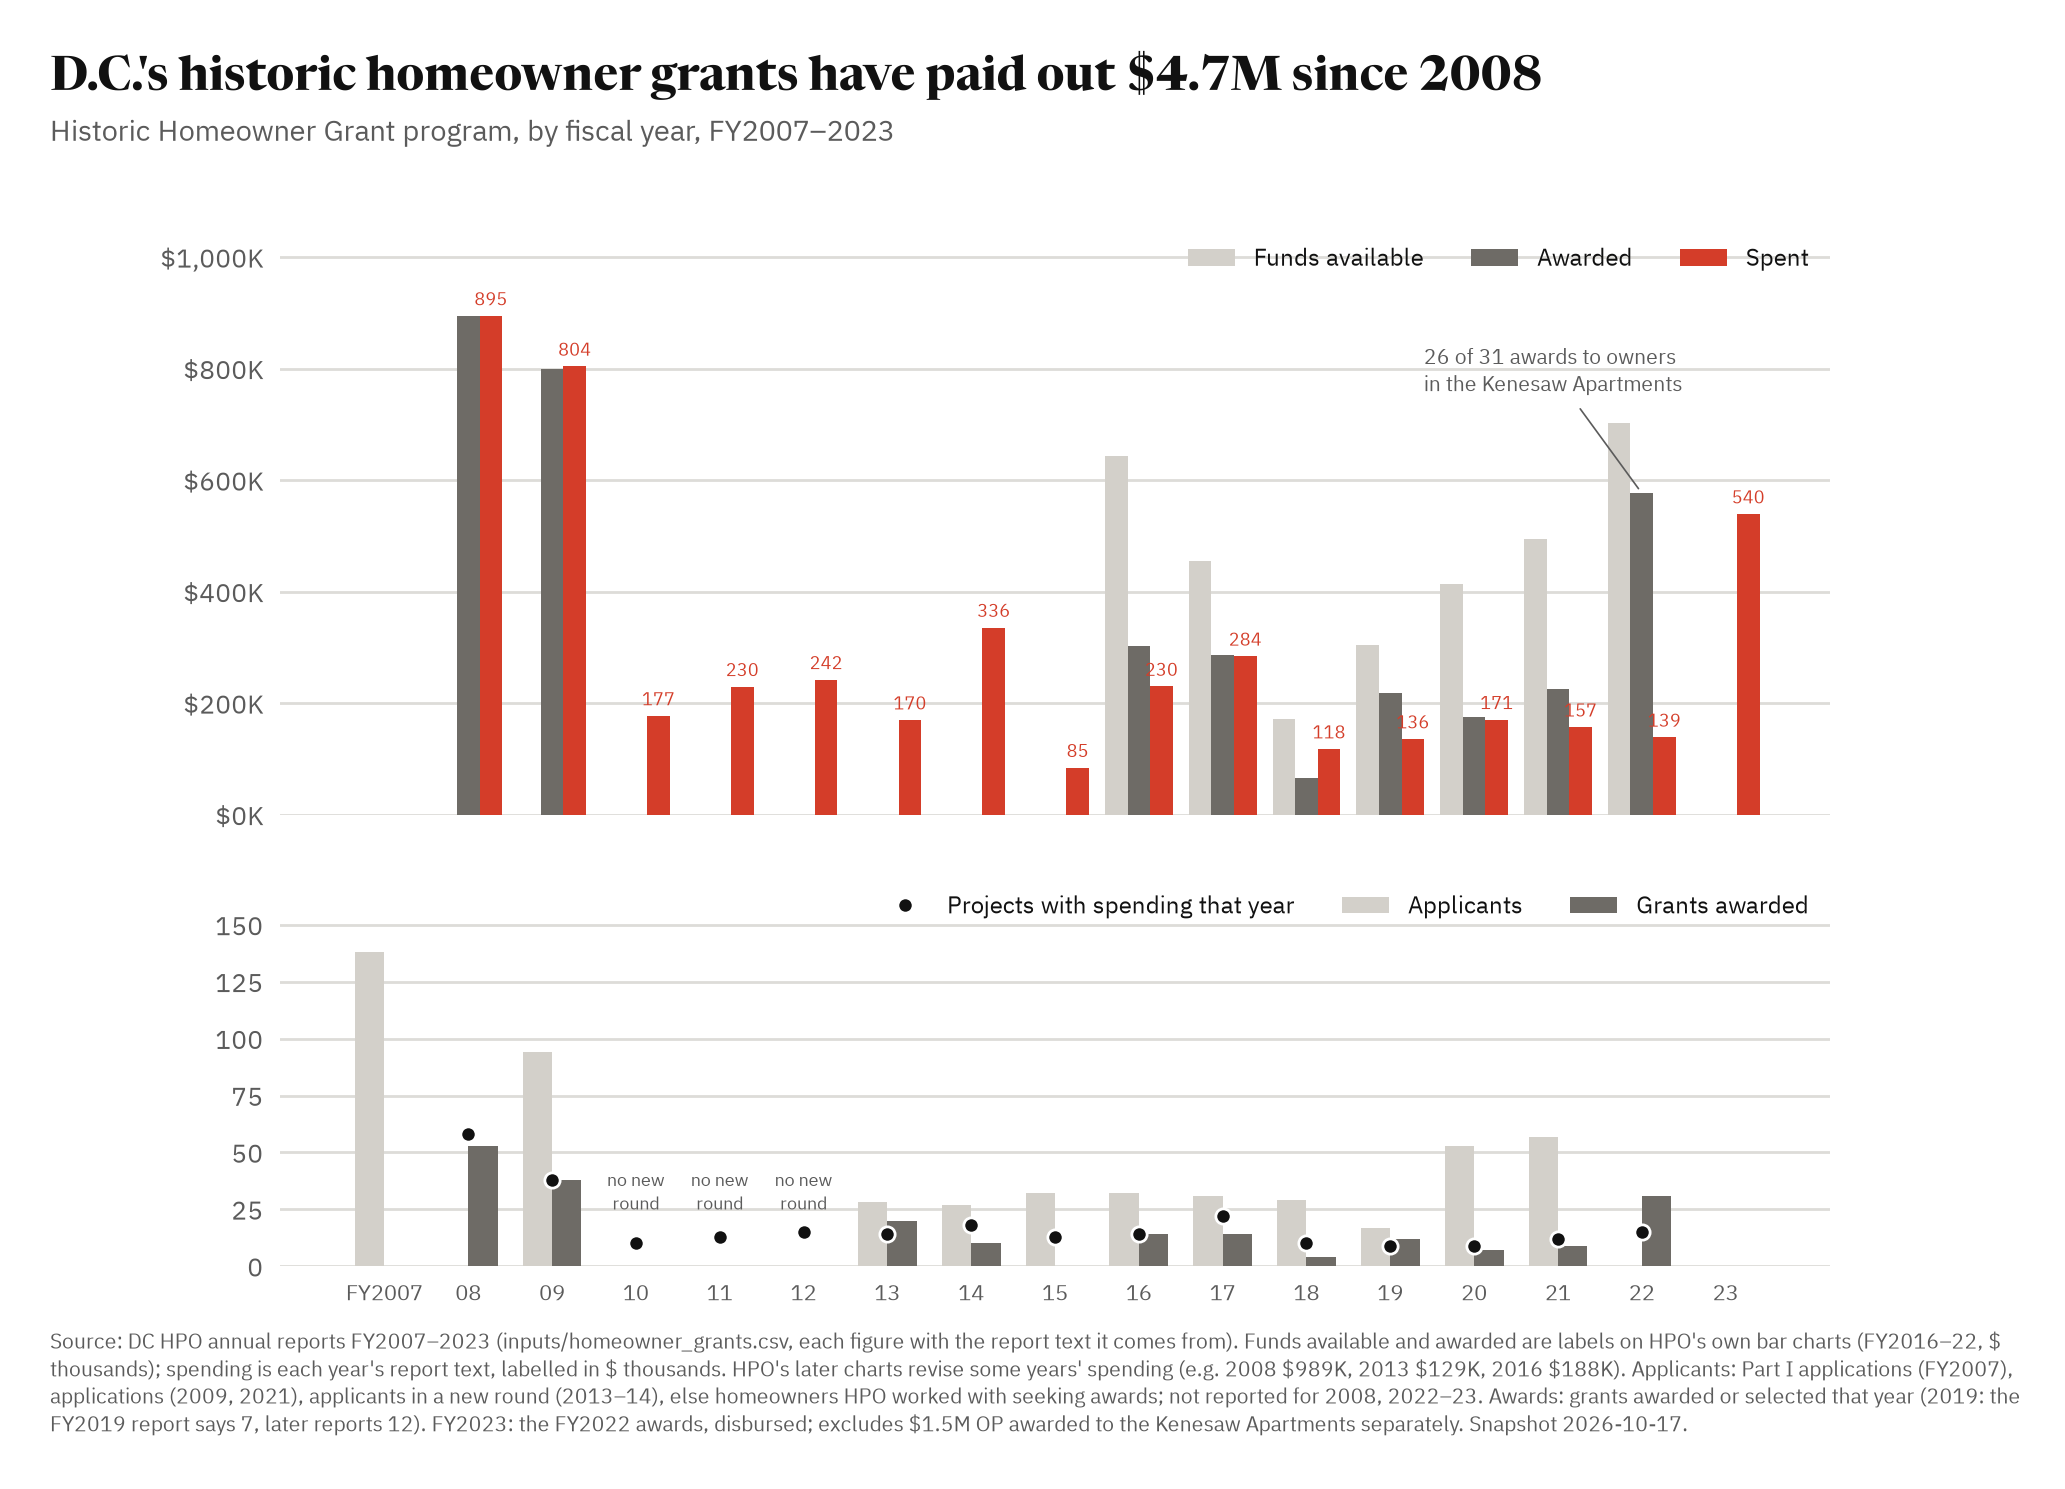 D.C.'s historic homeowner grants have paid out $4.7M since 2008
Historic Homeowner Grant program, by fiscal year, FY2007–2023
$1,000K
Funds available
Awarded
Spent
895
804
26 of 31 awards to owners
in the Kenesaw Apartments
$800K
$600K
540
$400K
336
284
230
242
230
177
170
171
157
139
136
118
85
$200K
$0K
Projects with spending that year
Applicants
Grants awarded
150
125
100
75
50
no new
round
no new
round
no new
round
25
0
FY2007 08 09 10 11 12 13 14 15 16 17 18 19 20 21 22 23
Source: DC HPO annual reports FY2007–2023 (inputs/homeowner_grants.csv, each figure with the report text it comes from). Funds available and awarded are labels on HPO's own bar charts (FY2016–22, $
thousands); spending is each year's report text, labelled in $ thousands. HPO's later charts revise some years' spending (e.g. 2008 $989K, 2013 $129K, 2016 $188K). Applicants: Part I applications (FY2007),
applications (2009, 2021), applicants in a new round (2013–14), else homeowners HPO worked with seeking awards; not reported for 2008, 2022–23. Awards: grants awarded or selected that year (2019: the
FY2019 report says 7, later reports 12). FY2023: the FY2022 awards, disbursed; excludes $1.5M OP awarded to the Kenesaw Apartments separately. Snapshot 2026-10-17.